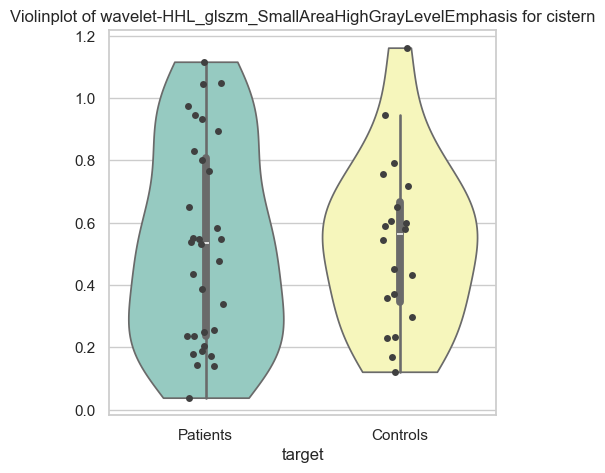 Violinplot of wavelet-HHL_glszm_SmallAreaHighGrayLevelEmphasis for cistern
1.2
1.0
0.8
0.6
0.4
0.2
0.0
Patients Controls
target